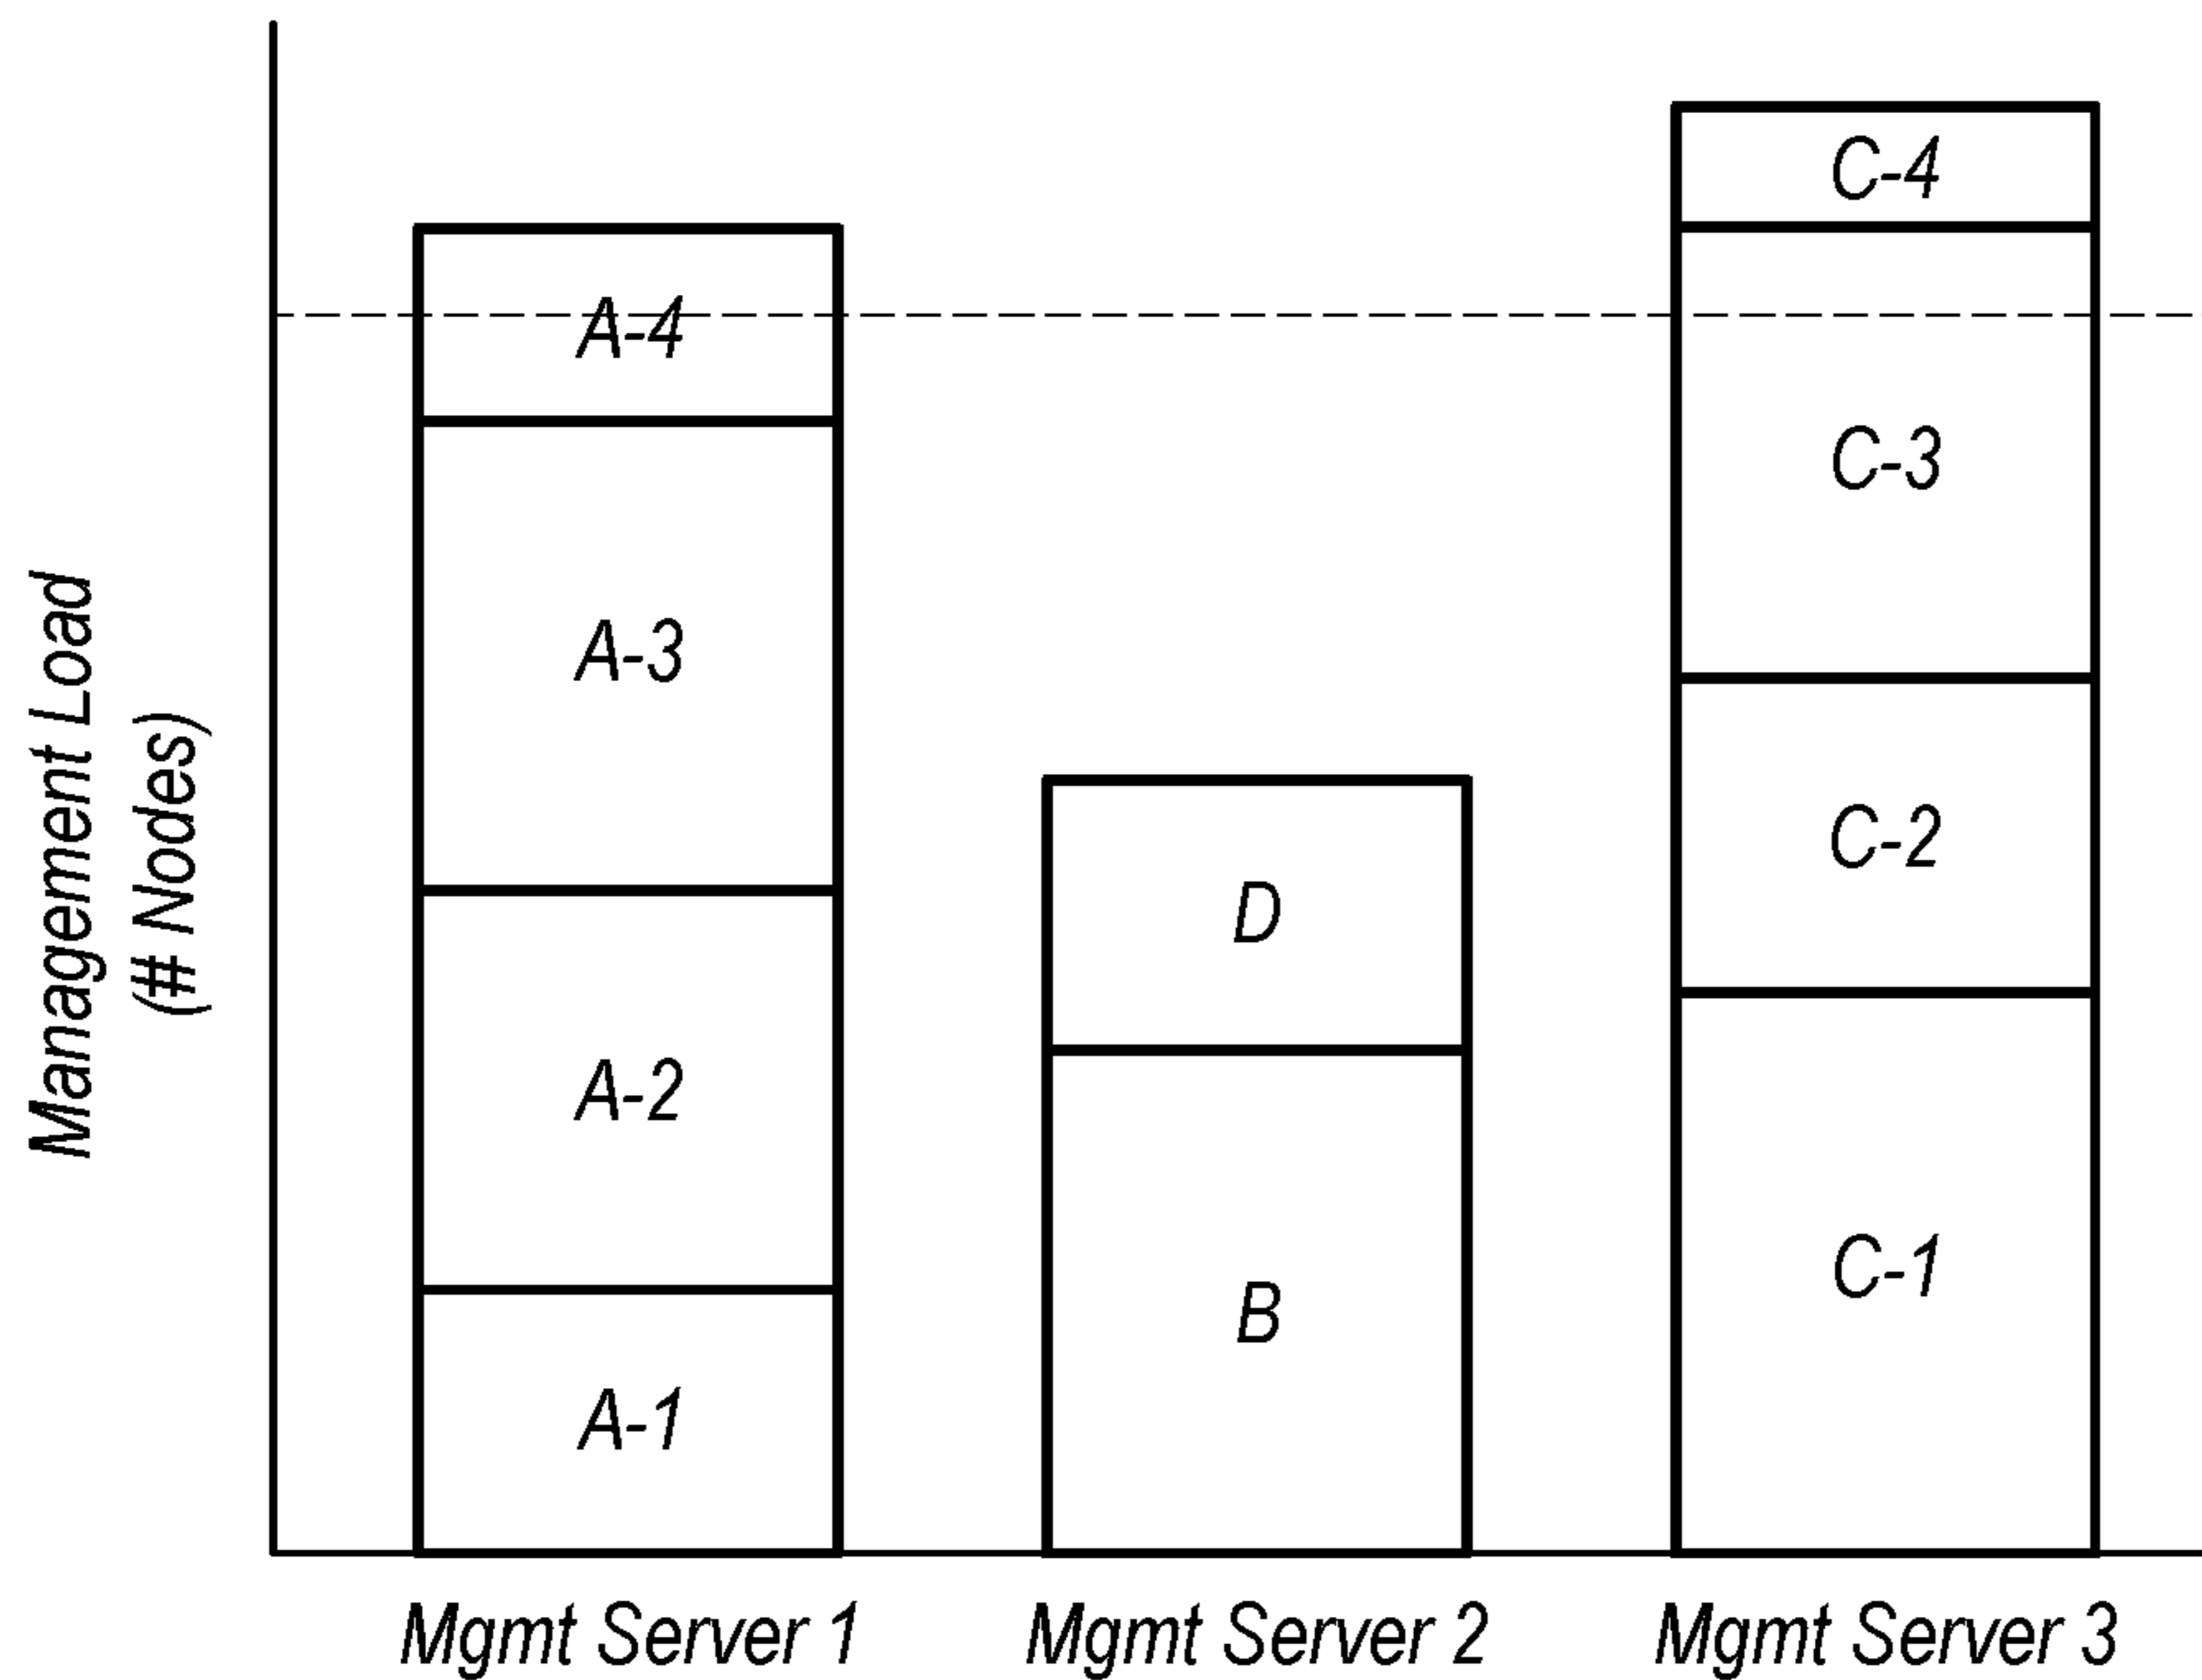 Management Load
(# Nodes)
A-4
A-3
A-2
A-1
D
B
C-4
C-3
C-2
C-1
Mgmt Server 1
Mgmt Server 2
Mgmt Server 3